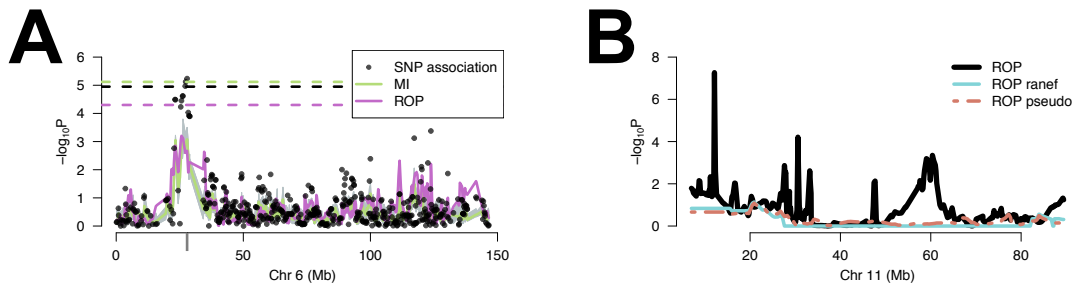 A
6
5
4
3
2
1
0
−log10P
SNP association
MI
ROP
0 50 100 150
Chr 6 (Mb)
B
8
6
4
2
0
−log10P
ROP
ROP ranef
ROP pseudo
20 40 60 80
Chr 11 (Mb)